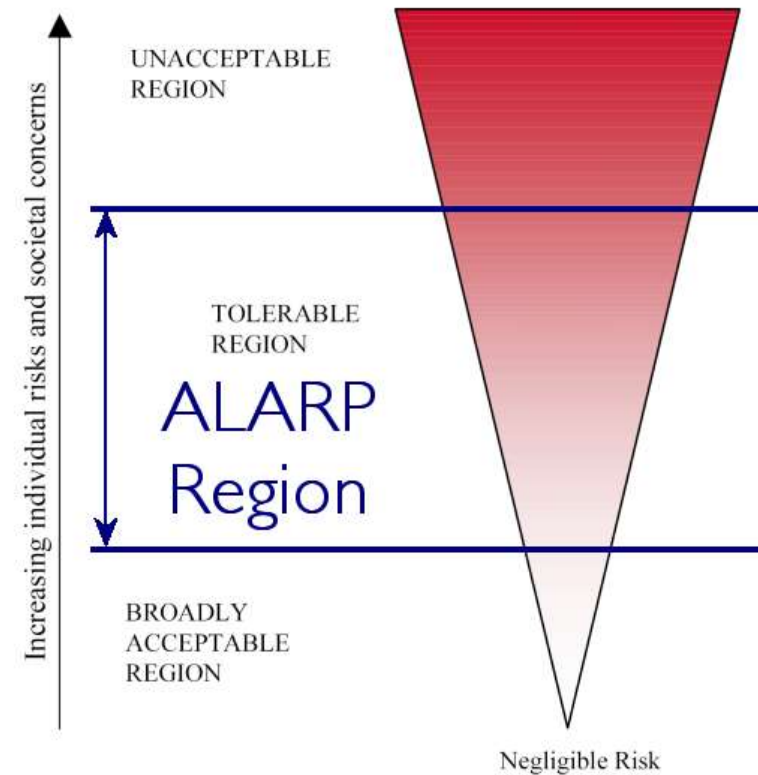 Increasing individual risks and societal concerns
UNACCEPTABLE
REGION
TOLERABLE
REGION
ALARP
Region
BROADLY
ACCEPTABLE
REGION
Negligible Risk